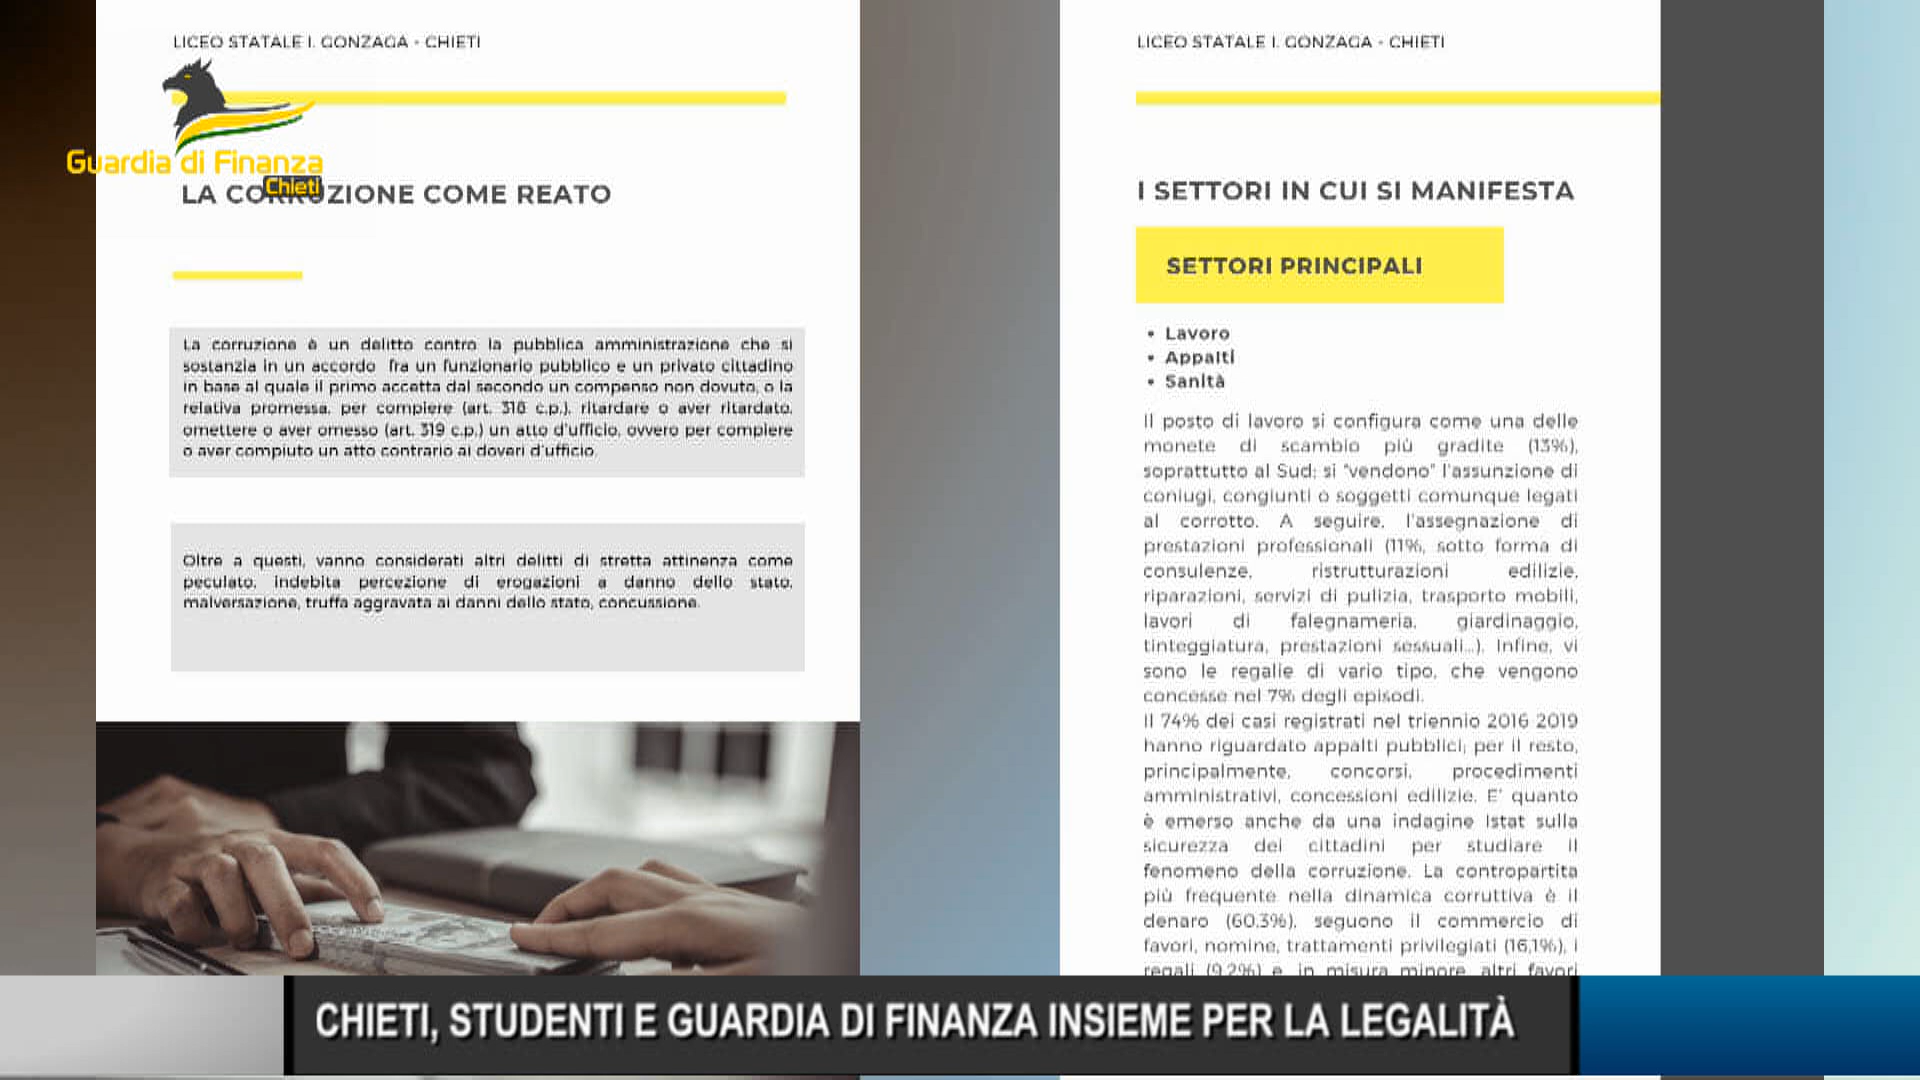 LICEO STATALE I. GONZAGA - CHIETI
Guardia di Finanza
Chieti
LA CORRUZIONE COME REATO
La corruzione è un delitto contro la pubblica amministrazione che si
sostanzia in un accordo fra un funzionario pubblico e un privato cittadino
in base al quale il primo accetta dal secondo un compenso non dovuto, o la
relativa promessa, per compiere (art. 318 c.p.), ritardare o aver ritardato,
omettere o aver omesso (art. 319 c.p.) un atto d'ufficio, ovvero per compiere
o aver compiuto un atto contrario ai doveri d'ufficio.
Oltre a questi, vanno considerati altri delitti di stretta attinenza come
peculato, indebita percezione di erogazioni a danno dello stato,
malversazione, truffa aggravata ai danni dello stato, concussione.
LICEO STATALE I. GONZAGA - CHIETI
I SETTORI IN CUI SI MANIFESTA
SETTORI PRINCIPALI
• Lavoro
• Appalti
• Sanità
Il posto di lavoro si configura come una delle
monete di scambio più gradite (13%),
soprattutto al Sud; si "vendono" l'assunzione di
coniugi, congiunti o soggetti comunque legati
al corrotto. A seguire, l'assegnazione di
prestazioni professionali (11%, sotto forma di
consulenze, ristrutturazioni edilizie,
riparazioni, servizi di pulizia, trasporto mobili,
lavori di falegnameria, giardinaggio,
tinteggiatura, prestazioni sessuali...). Infine, vi
sono le regalie di vario tipo, che vengono
concesse nel 7% degli episodi.
Il 74% dei casi registrati nel triennio 2016 2019
hanno riguardato appalti pubblici; per il resto,
principalmente, concorsi, procedimenti
amministrativi, concessioni edilizie. E' quanto
è emerso anche da una indagine Istat sulla
sicurezza dei cittadini per studiare il
fenomeno della corruzione. La contropartita
più frequente nella dinamica corruttiva è il
denaro (60,3%), seguono il commercio di
favori, nomine, trattamenti privilegiati (16,1%), i
regali (9,2%) e, in misura minore, altri favori
CHIETI, STUDENTI E GUARDIA DI FINANZA INSIEME PER LA LEGALITÀ